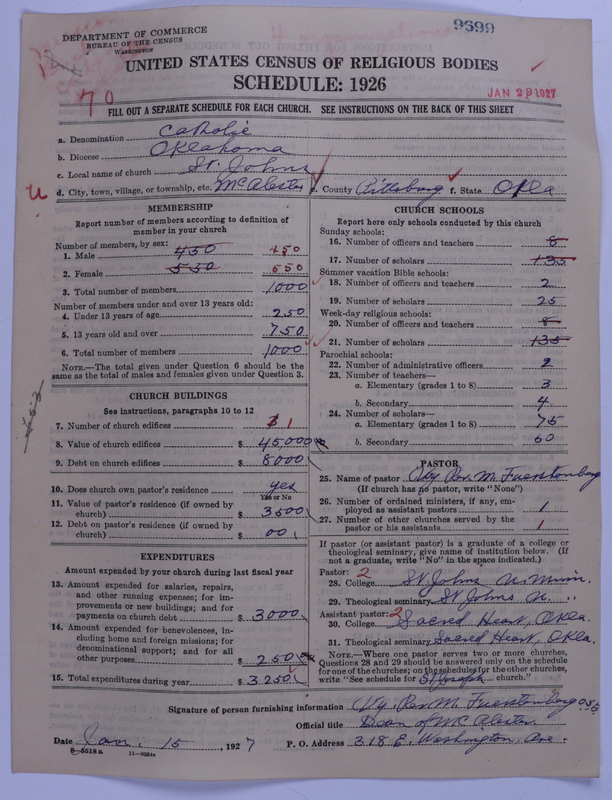 9699
DEPARTMENT OF COMMERCE
BUREAU OF THE CENSUS
WASHINGTON
UNITED STATES CENSUS OF RELIGIOUS BODIES
SCHEDULE: 1926
JAN 29 1927
70
FILL OUT A SEPARATE SCHEDULE FOR EACH CHURCH. SEE INSTRUCTIONS ON THE BACK OF THIS SHEET
a. Denomination Catholic
b. Diocese Oklahoma
c. Local name of church St. Johns
d. City, town, village, or township, etc. McAlester e. County Pittsburg f. State Okla
MEMBERSHIP
Report number of members according to definition of
member in your church
Number of members, by sex:
1. Male 450 450
2. Female 550 550
3. Total number of members 1000
Number of members under and over 13 years old:
4. Under 13 years of age 250
5. 13 years old and over 750
6. Total number of members 1000
NOTE.—The total given under Question 6 should be the
same as the total of males and females given under Question 3.
CHURCH BUILDINGS
See instructions, paragraphs 10 to 12
7. Number of church edifices 1
8. Value of church edifices $ 45,000
9. Debt on church edifices $ 8000
10. Does church own pastor's residence yes
Yes or No
11. Value of pastor's residence (if owned by
church) $ 3500
12. Debt on pastor's residence (if owned by
church) $ 00
EXPENDITURES
Amount expended by your church during last fiscal year
13. Amount expended for salaries, repairs,
and other running expenses; for im-
provements or new buildings; and for
payments on church debt $ 3000
14. Amount expended for benevolences, in-
cluding home and foreign missions; for
denominational support; and for all
other purposes $ 250
15. Total expenditures during year $ 3250
CHURCH SCHOOLS
Report here only schools conducted by this church
Sunday schools:
16. Number of officers and teachers 8
17. Number of scholars 135
Summer vacation Bible schools:
18. Number of officers and teachers 2
19. Number of scholars 25
Week-day religious schools:
20. Number of officers and teachers 8
21. Number of scholars 135
Parochial schools:
22. Number of administrative officers 2
23. Number of teachers—
a. Elementary (grades 1 to 8) 3
b. Secondary 4
24. Number of scholars—
a. Elementary (grades 1 to 8) 75
b. Secondary 60
PASTOR
25. Name of pastor Vy. Rev. M. Fuerstenberg
(If church has no pastor, write "None")
26. Number of ordained ministers, if any, em-
ployed as assistant pastors 1
27. Number of other churches served by the
pastor or his assistants 1
If pastor (or assistant pastor) is a graduate of a college or
theological seminary, give name of institution below. (If
not a graduate, write "No" in the space indicated.)
Pastor: 2
28. College St Johns U. Minn.
29. Theological seminary St Johns U. " "
Assistant pastor: 2
30. College Sacred Heart, Okla.
31. Theological seminary Sacred Heart, Okla.
NOTE.—Where one pastor serves two or more churches,
Questions 28 and 29 should be answered only on the schedule
for one of the churches; on the schedules for the other churches,
write "See schedule for St Joseph church."
Signature of person furnishing information Vy. Rev. M. Fuerstenberg OSB
Official title Dean of McAlester
Date Jan. 15, 1927 P. O. Address 318 E. Washington, Ave.
8-5518a 11-9554a